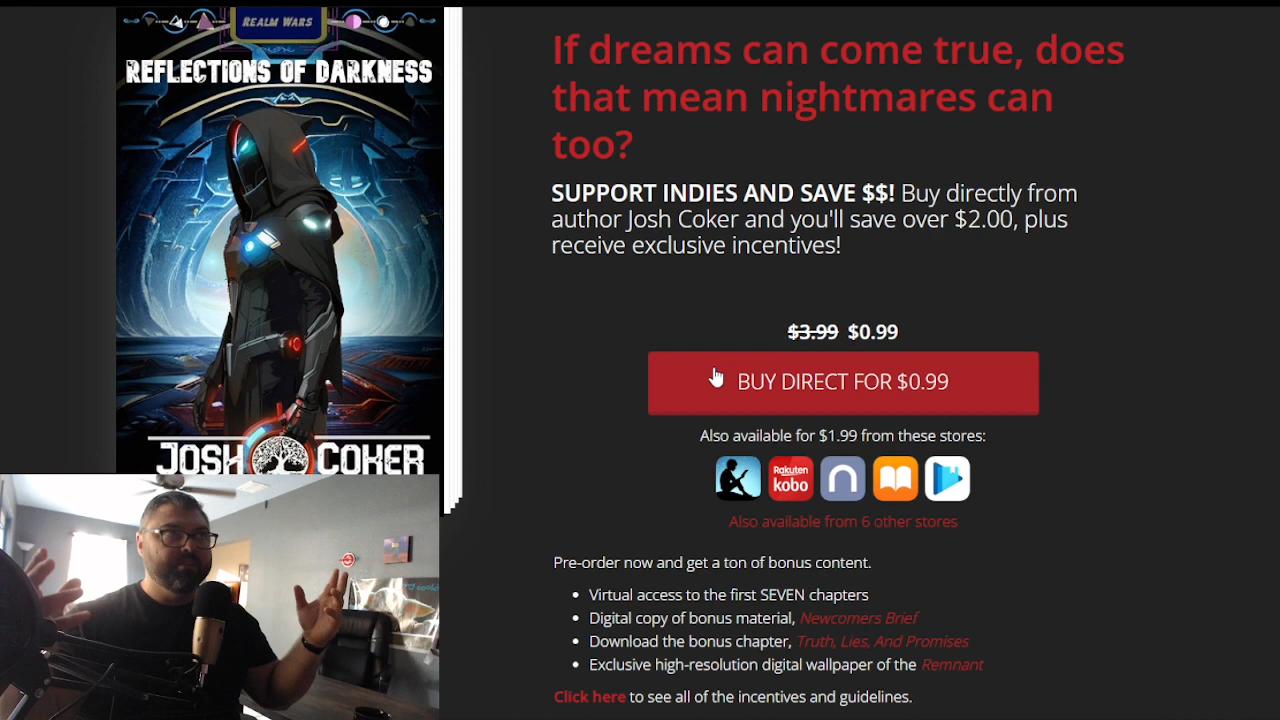 REALM WARS
REFLECTIONS OF DARKNESS
JOSH COKER
If dreams can come true, does
that mean nightmares can
too?
SUPPORT INDIES AND SAVE $$! Buy directly from
author Josh Coker and you'll save over $2.00, plus
receive exclusive incentives!
$3.99 $0.99
BUY DIRECT FOR $0.99
Also available for $1.99 from these stores:
Rakuten
kobo
Also available from 6 other stores
Pre-order now and get a ton of bonus content.
• Virtual access to the first SEVEN chapters
• Digital copy of bonus material, Newcomers Brief
• Download the bonus chapter, Truth, Lies, And Promises
• Exclusive high-resolution digital wallpaper of the Remnant
Click here to see all of the incentives and guidelines.